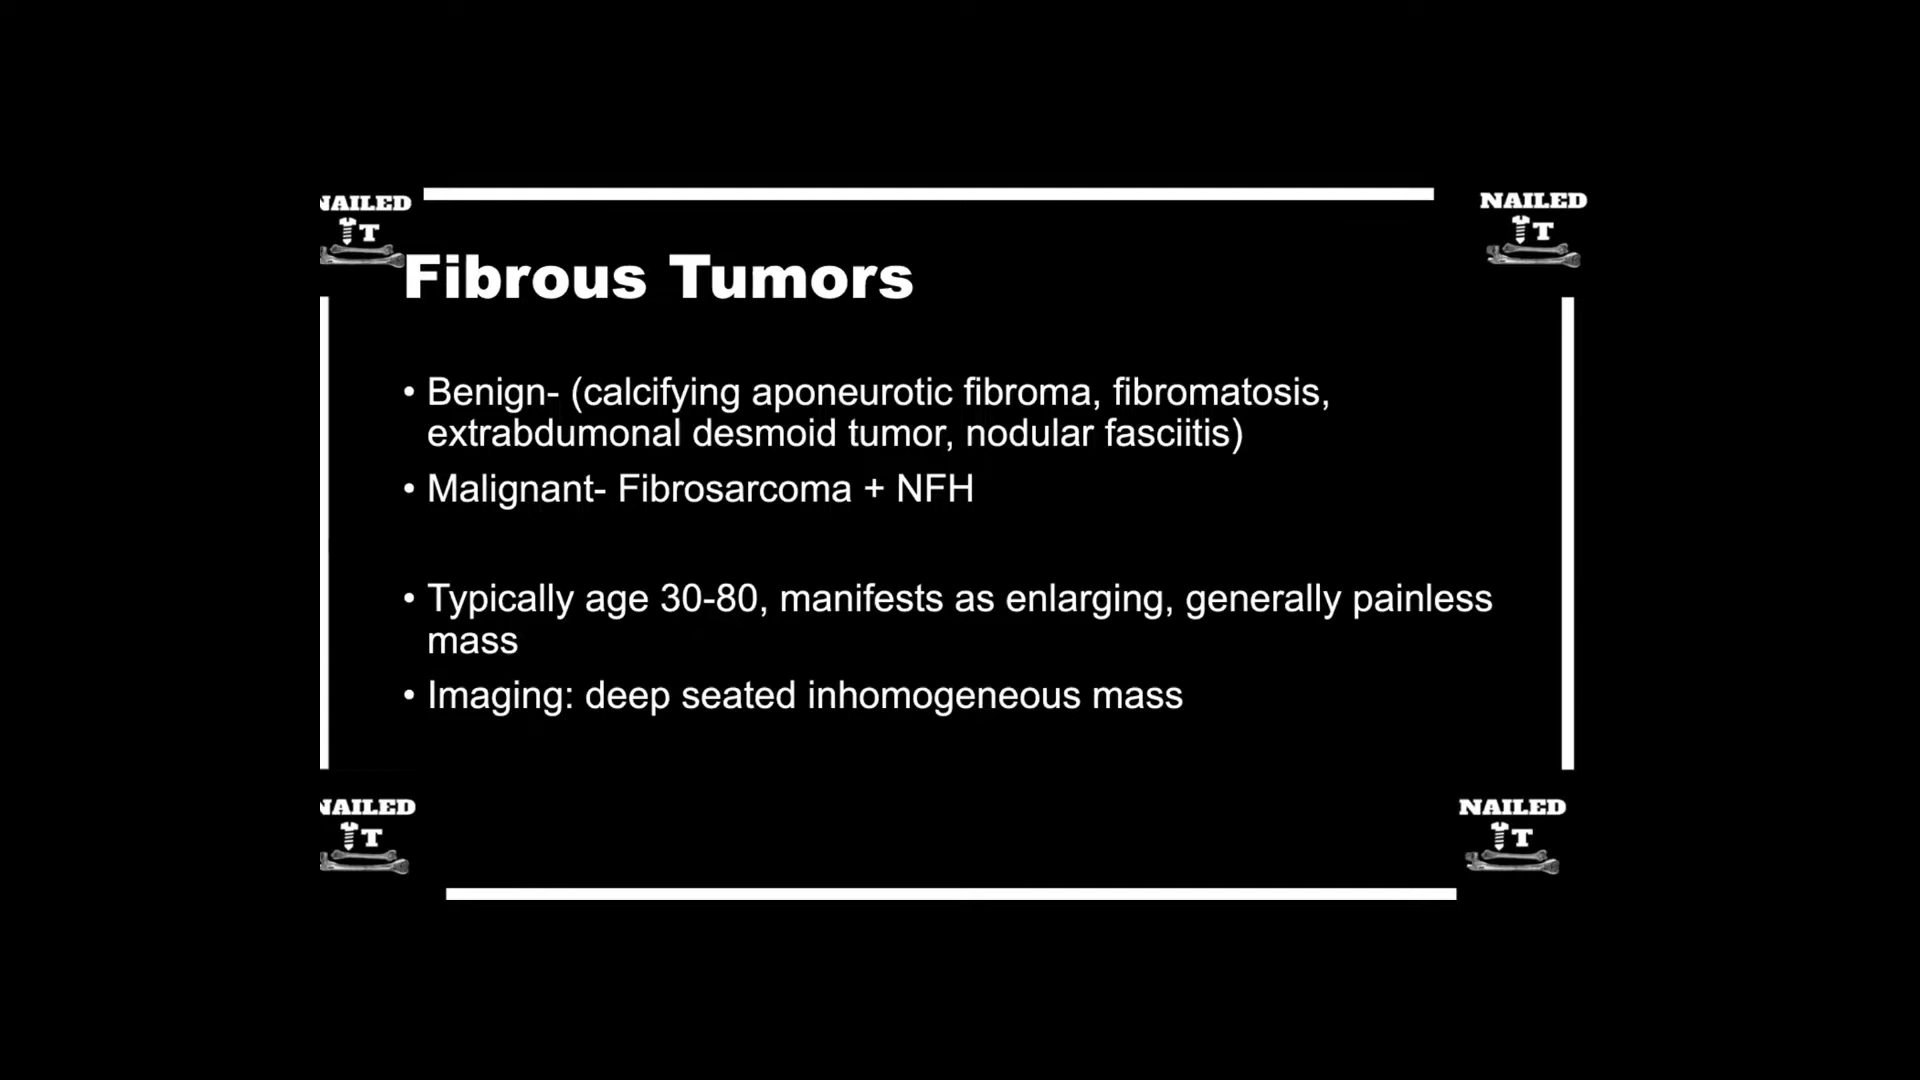 NAILED
IT
NAILED
IT
Fibrous Tumors
• Benign- (calcifying aponeurotic fibroma, fibromatosis,
extrabdumonal desmoid tumor, nodular fasciitis)
• Malignant- Fibrosarcoma + NFH
• Typically age 30-80, manifests as enlarging, generally painless
mass
• Imaging: deep seated inhomogeneous mass
NAILED
IT
NAILED
IT